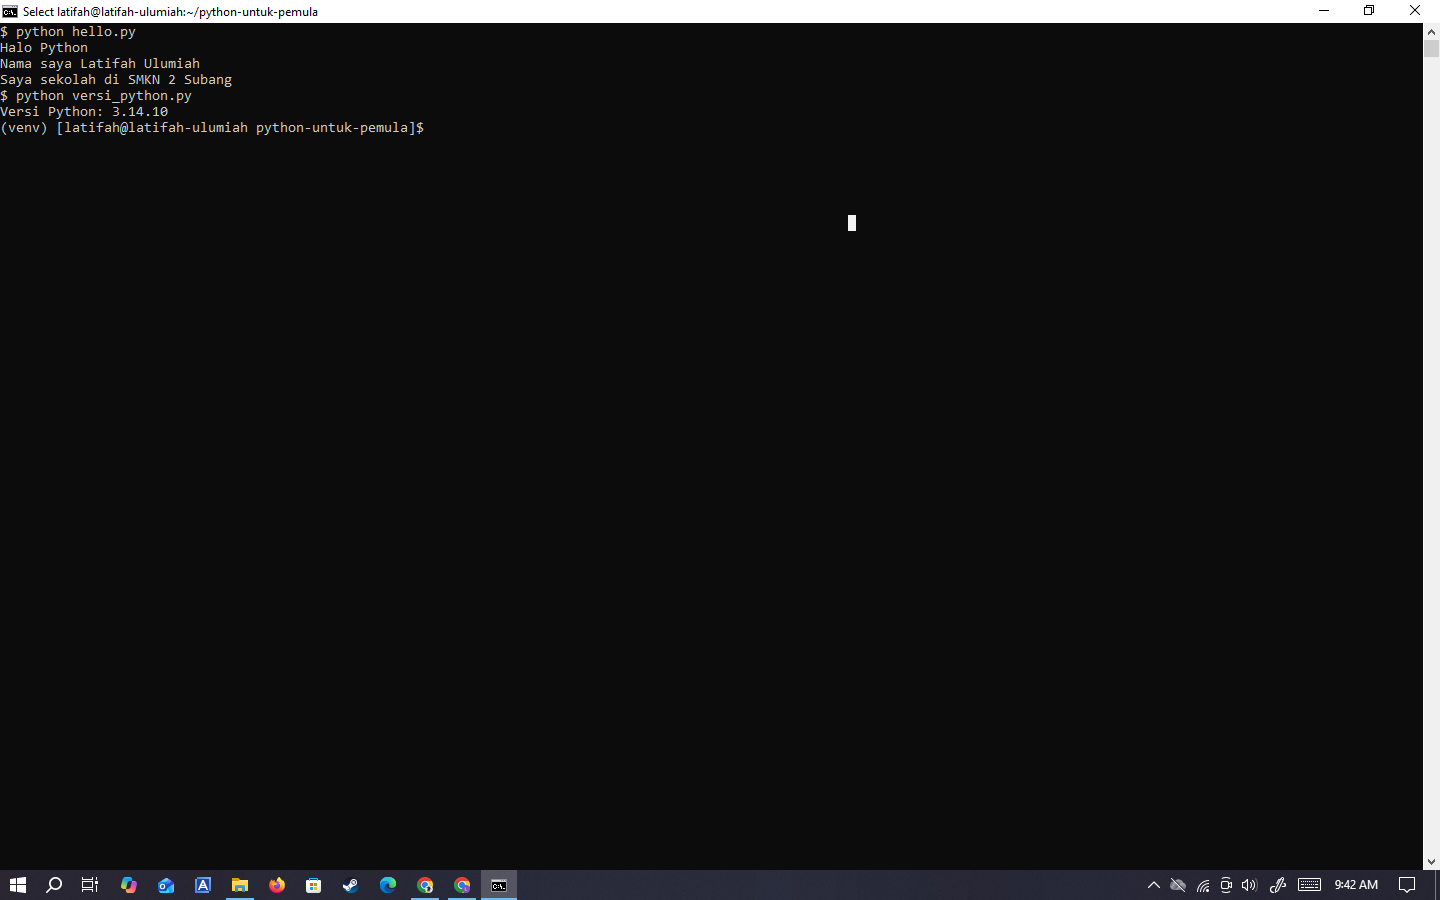 Select latifah@latifah-ulumiah:~/python-untuk-pemula
$ python hello.py
Halo Python
Nama saya Latifah Ulumiah
Saya sekolah di SMKN 2 Subang
$ python versi_python.py
Versi Python: 3.14.10
(venv) [latifah@latifah-ulumiah python-untuk-pemula]$
9:42 AM